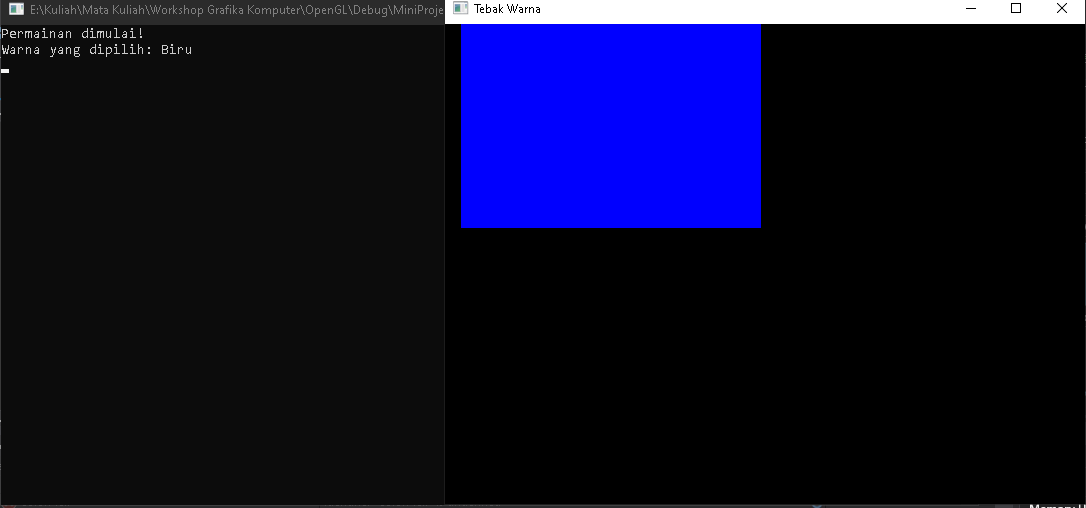 E:\Kuliah\Mata Kuliah\Workshop Grafika Komputer\OpenGL\Debug\MiniProje
Tebak Warna
Permainan dimulai!
Warna yang dipilih: Biru